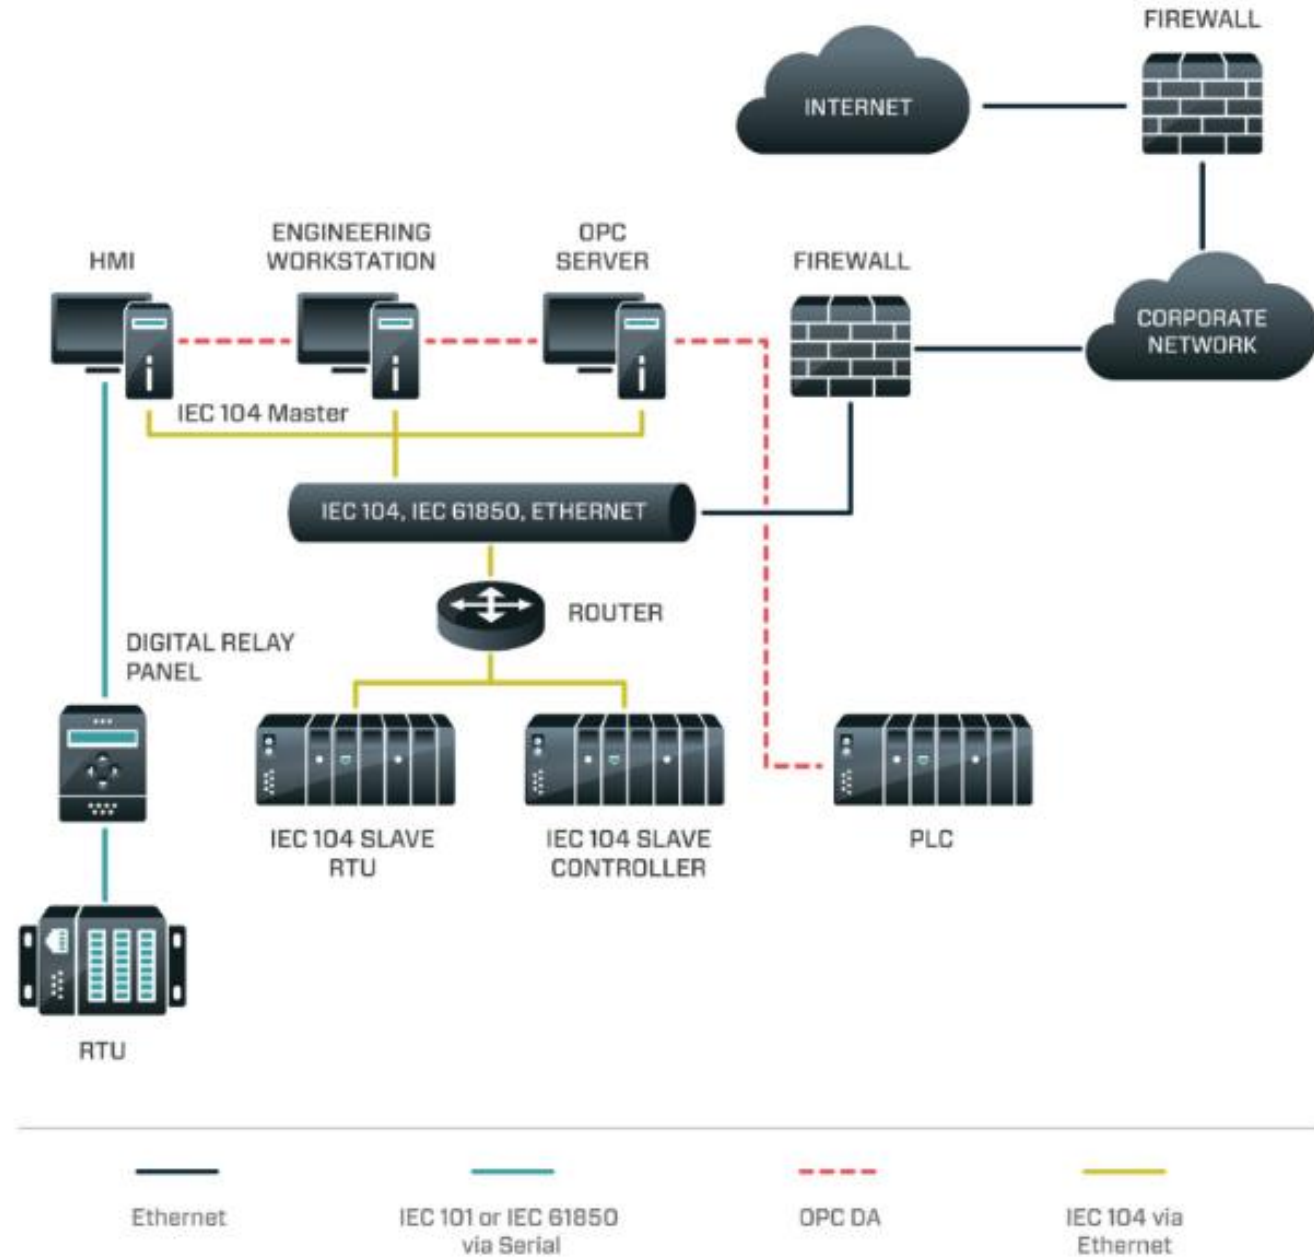 FIREWALL
INTERNET
HMI
ENGINEERING
WORKSTATION
OPC
SERVER
FIREWALL
CORPORATE
NETWORK
IEC 104 Master
IEC 104, IEC 61850, ETHERNET
ROUTER
DIGITAL RELAY
PANEL
IEC 104 SLAVE
RTU
IEC 104 SLAVE
CONTROLLER
PLC
RTU
Ethernet
IEC 101 or IEC 61850
via Serial
OPC DA
IEC 104 via
Ethernet